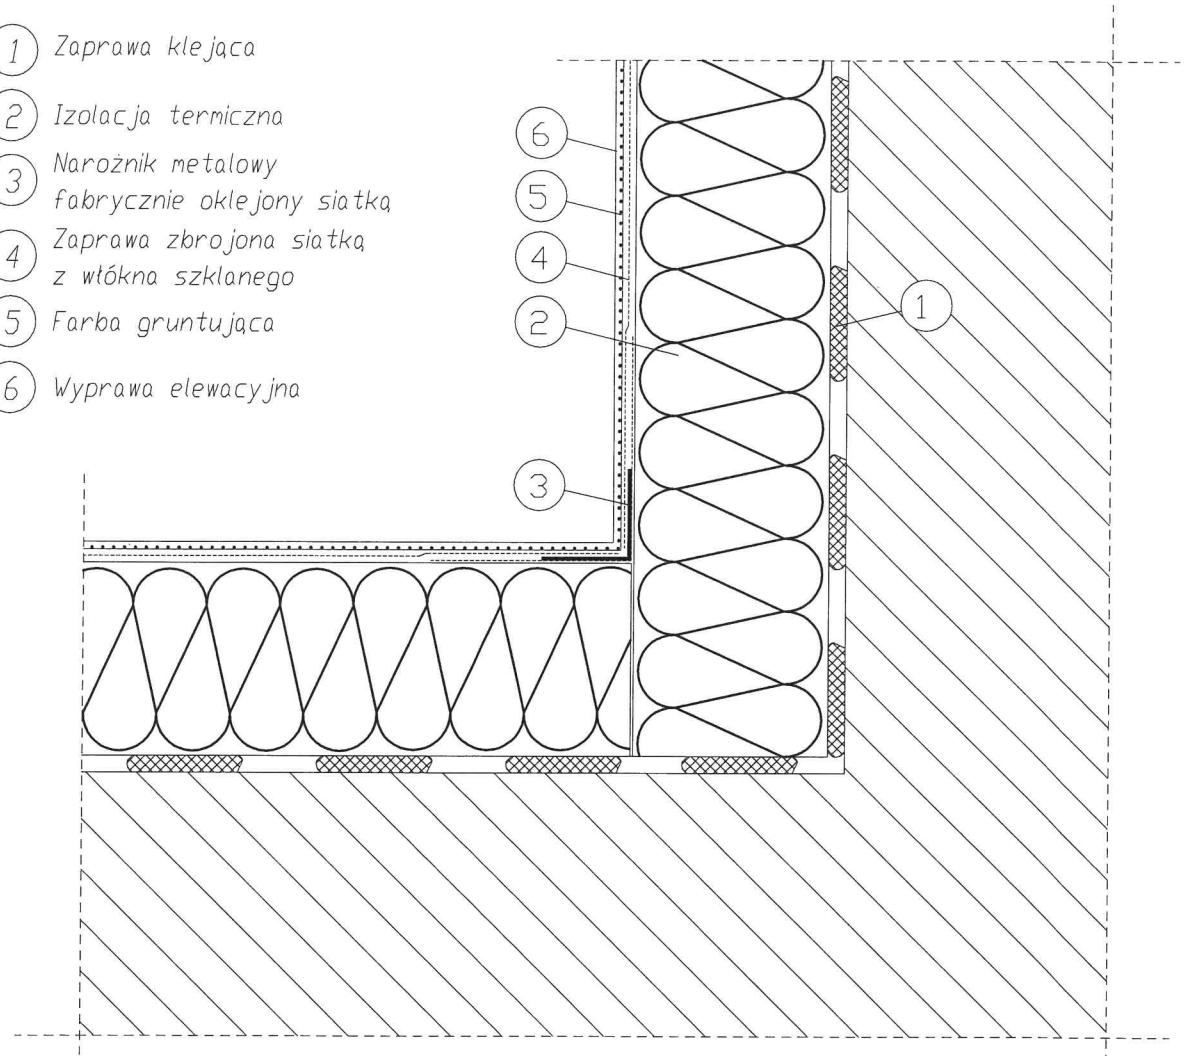 1 Zaprawa klejąca
2 Izolacja termiczna
3 Narożnik metalowy
fabrycznie oklejony siatką
4 Zaprawa zbrojona siatką
z włókna szklanego
5 Farba gruntująca
6 Wyprawa elewacyjna
6
5
4
2
1
3